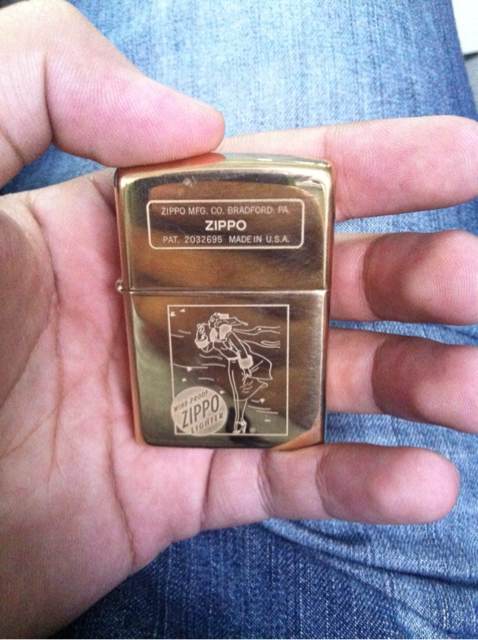 ZIPPO MFG. CO. BRADFORD. PA.
ZIPPO
PAT. 2032695 MADE IN U.S.A.
WIND PROOF
ZIPPO
LIGHTER